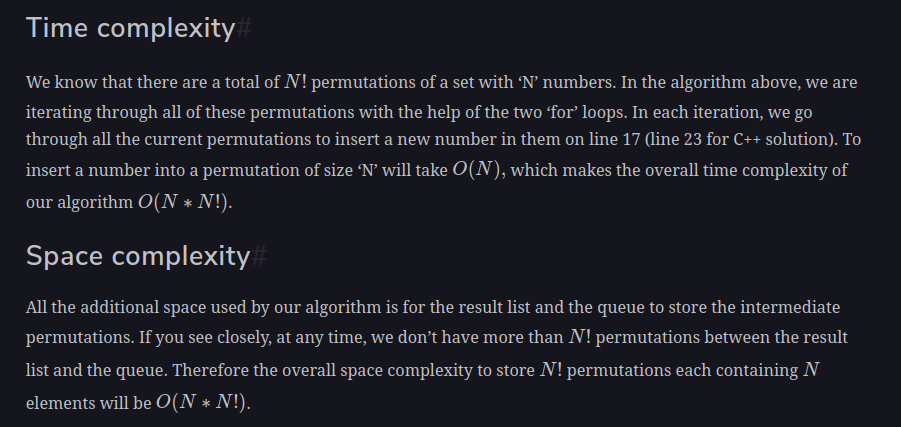 Time complexity#
We know that there are a total of N! permutations of a set with ‘N’ numbers. In the algorithm above, we are
iterating through all of these permutations with the help of the two ‘for’ loops. In each iteration, we go
through all the current permutations to insert a new number in them on line 17 (line 23 for C++ solution). To
insert a number into a permutation of size ‘N’ will take O(N), which makes the overall time complexity of
our algorithm O(N ∗ N!).
Space complexity#
All the additional space used by our algorithm is for the result list and the queue to store the intermediate
permutations. If you see closely, at any time, we don’t have more than N! permutations between the result
list and the queue. Therefore the overall space complexity to store N! permutations each containing N
elements will be O(N ∗ N!).